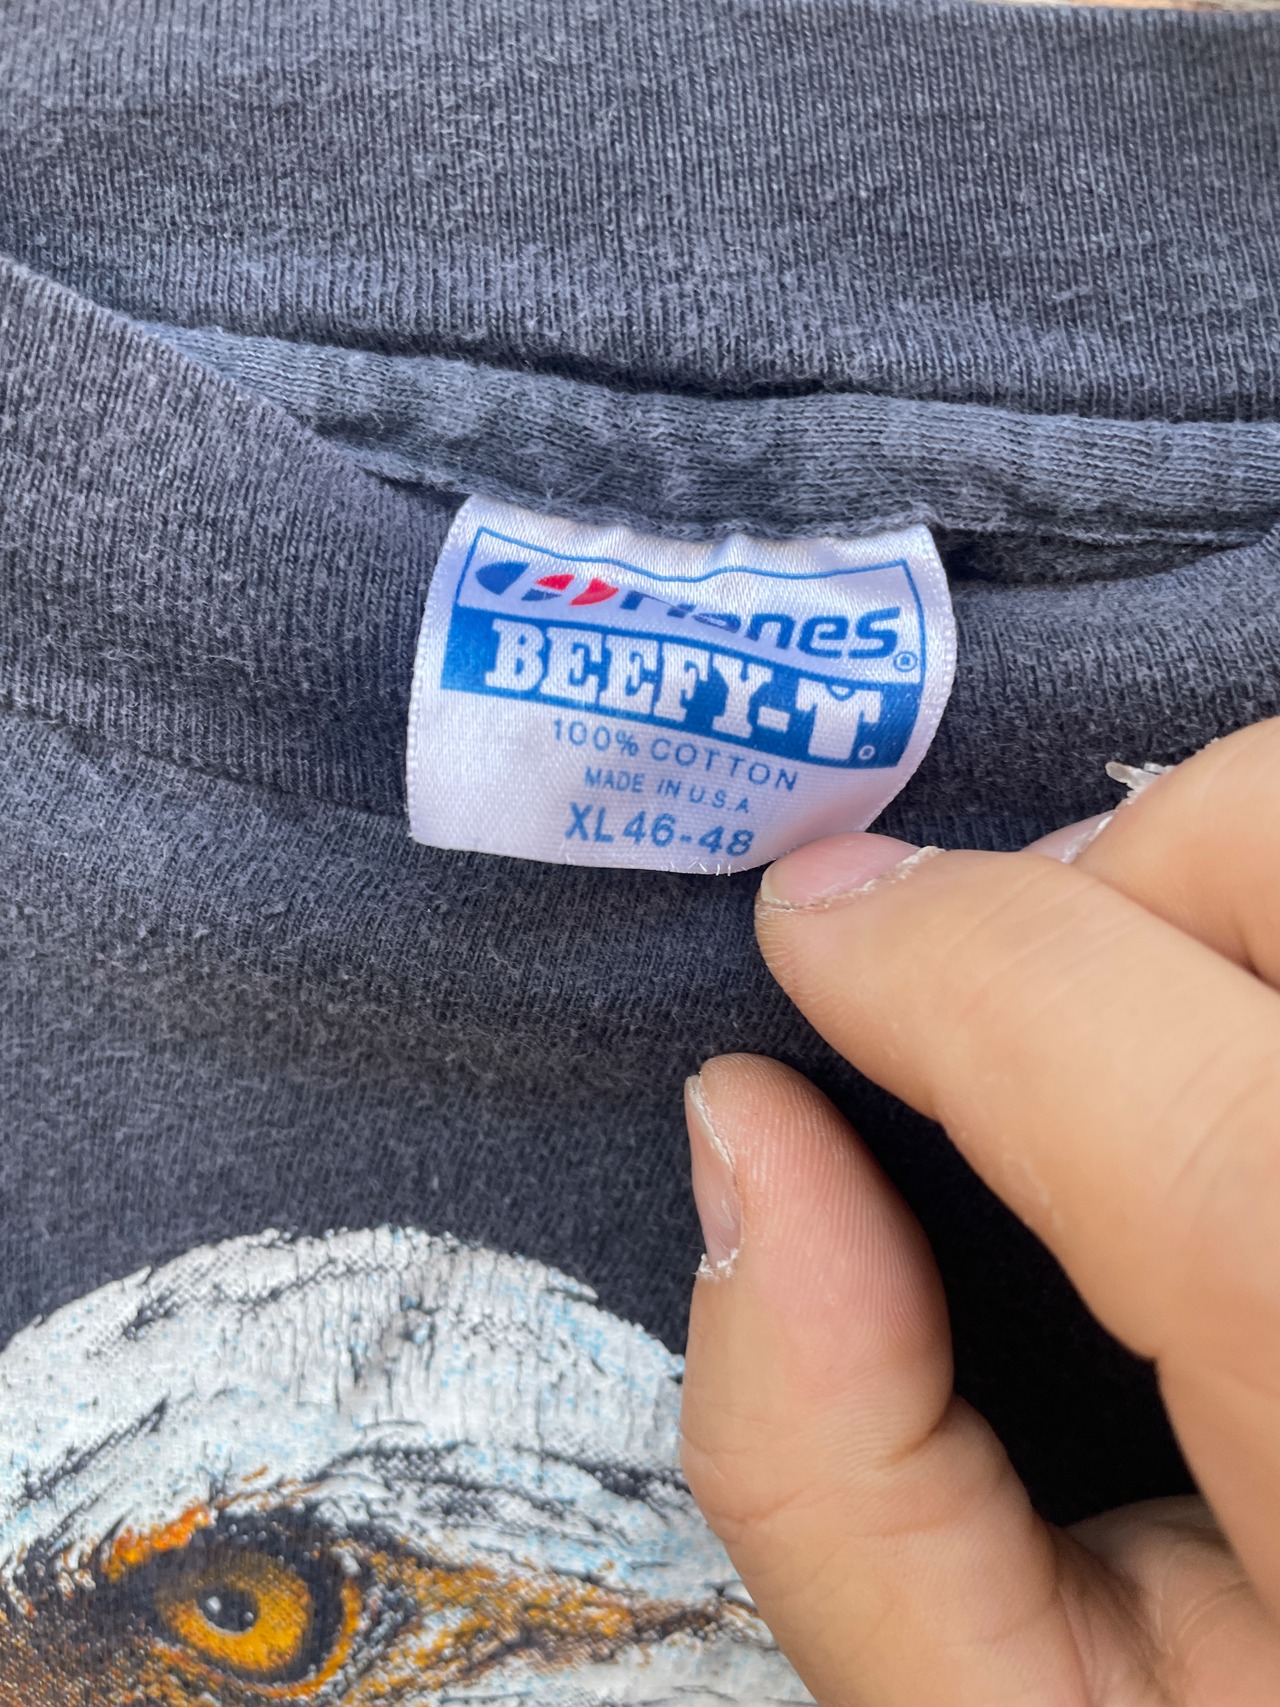 Hanes®
BEEFY-T®
100% COTTON
MADE IN U.S.A
XL 46-48